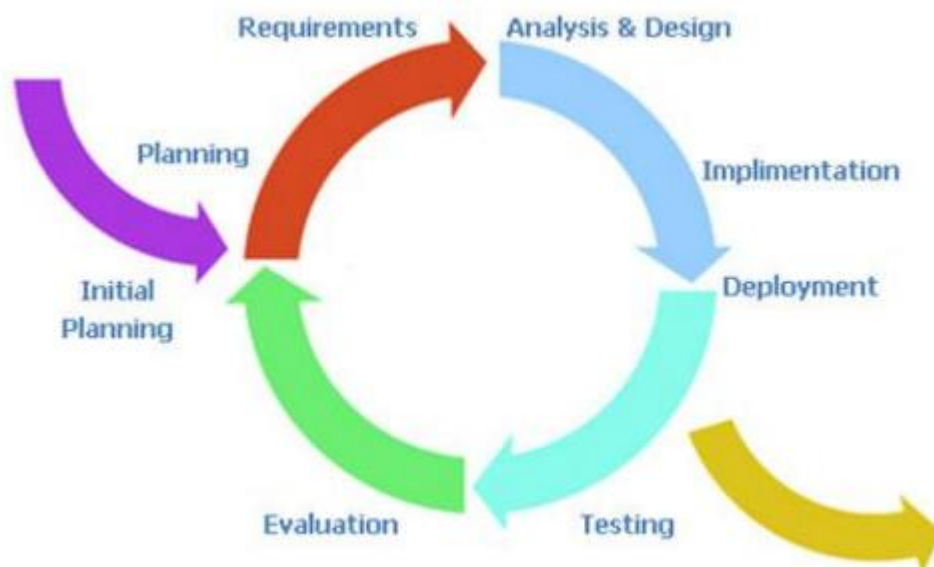 Requirements
Analysis & Design
Planning
Implimentation
Initial
Planning
Deployment
Evaluation
Testing